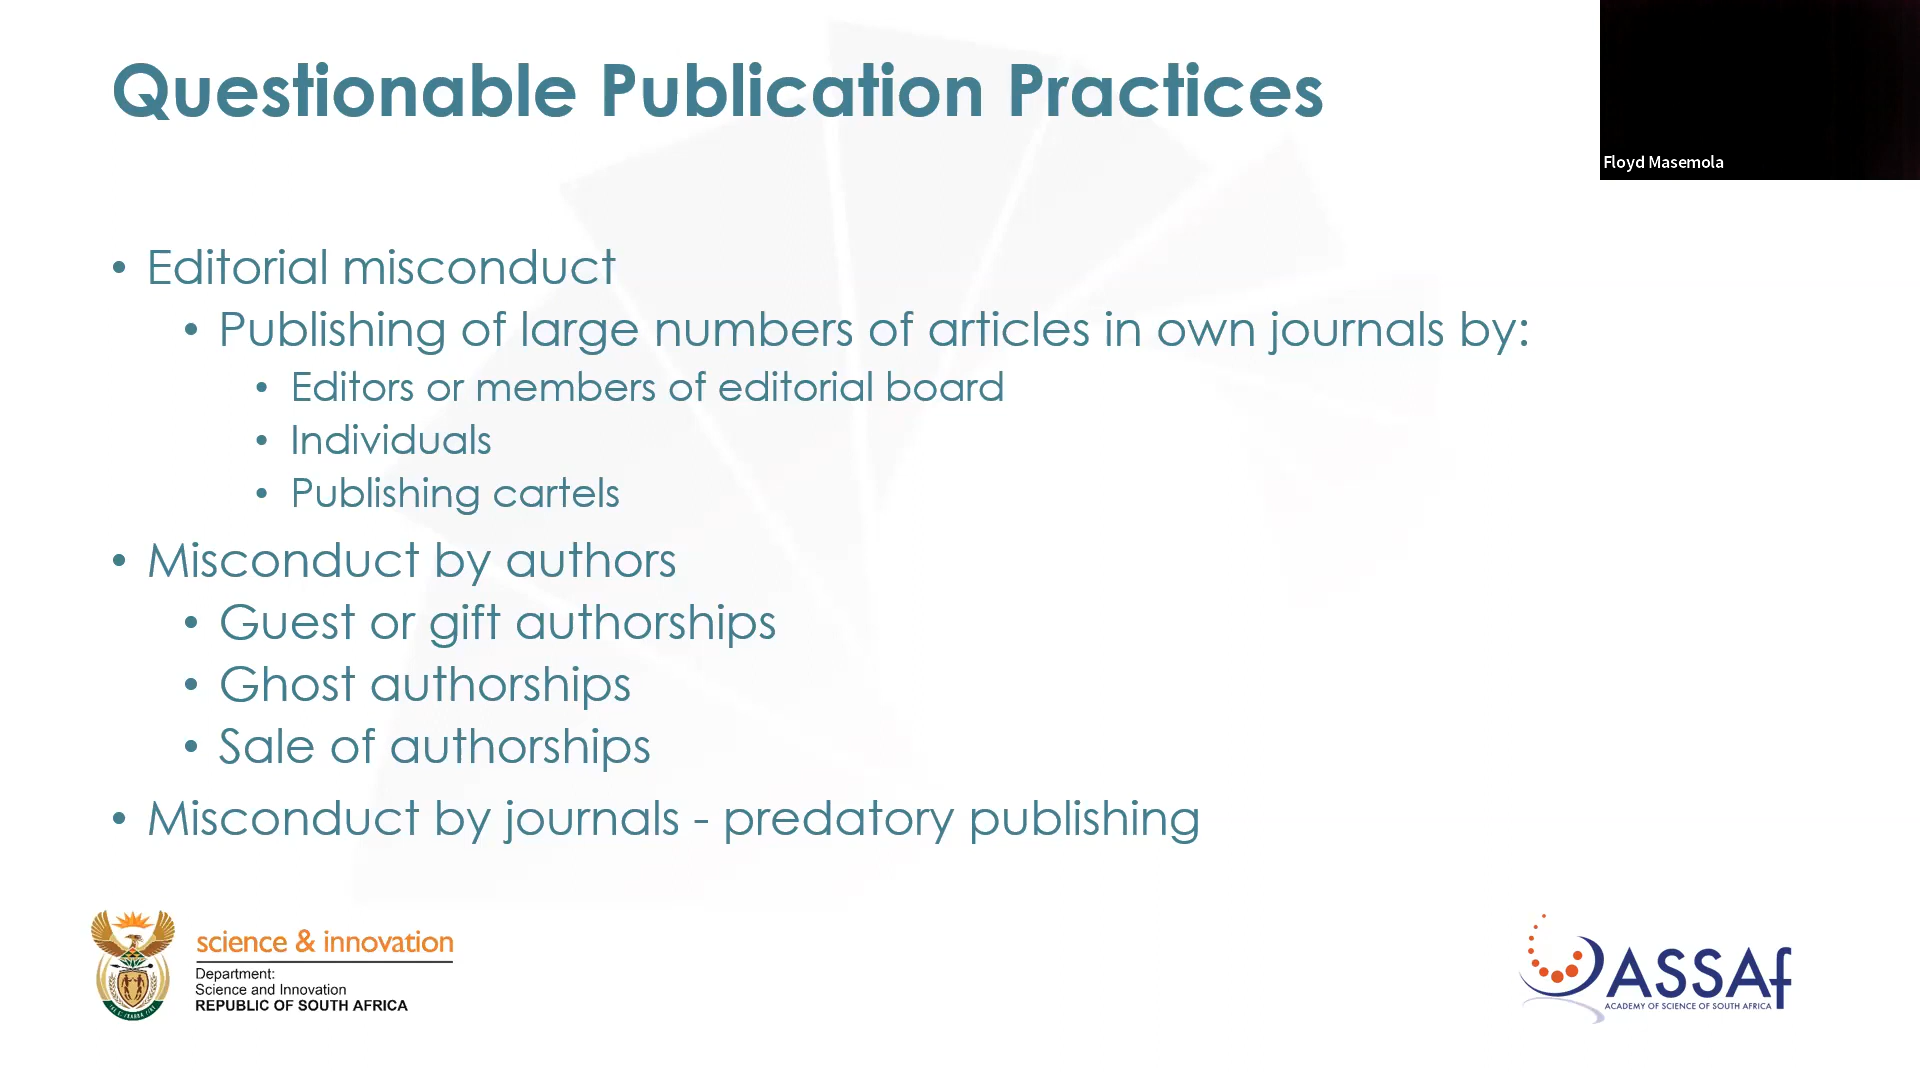 Questionable Publication Practices
Floyd Masemola
• Editorial misconduct
• Publishing of large numbers of articles in own journals by:
• Editors or members of editorial board
• Individuals
• Publishing cartels
• Misconduct by authors
• Guest or gift authorships
• Ghost authorships
• Sale of authorships
• Misconduct by journals - predatory publishing
science & innovation
Department:
Science and Innovation
REPUBLIC OF SOUTH AFRICA
ASSAf
ACADEMY OF SCIENCE OF SOUTH AFRICA